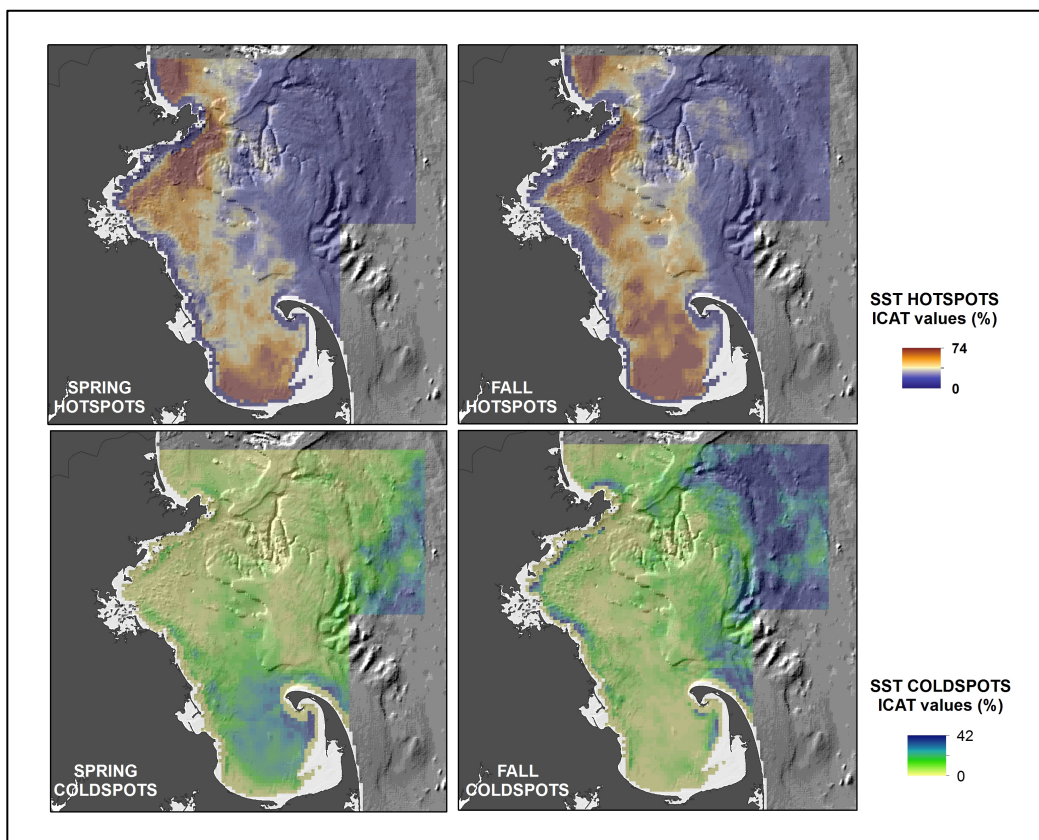 SPRING
HOTSPOTS
FALL
HOTSPOTS
SST HOTSPOTS
ICAT values (%)
74
0
SPRING
COLDSPOTS
FALL
COLDSPOTS
SST COLDSPOTS
ICAT values (%)
42
0